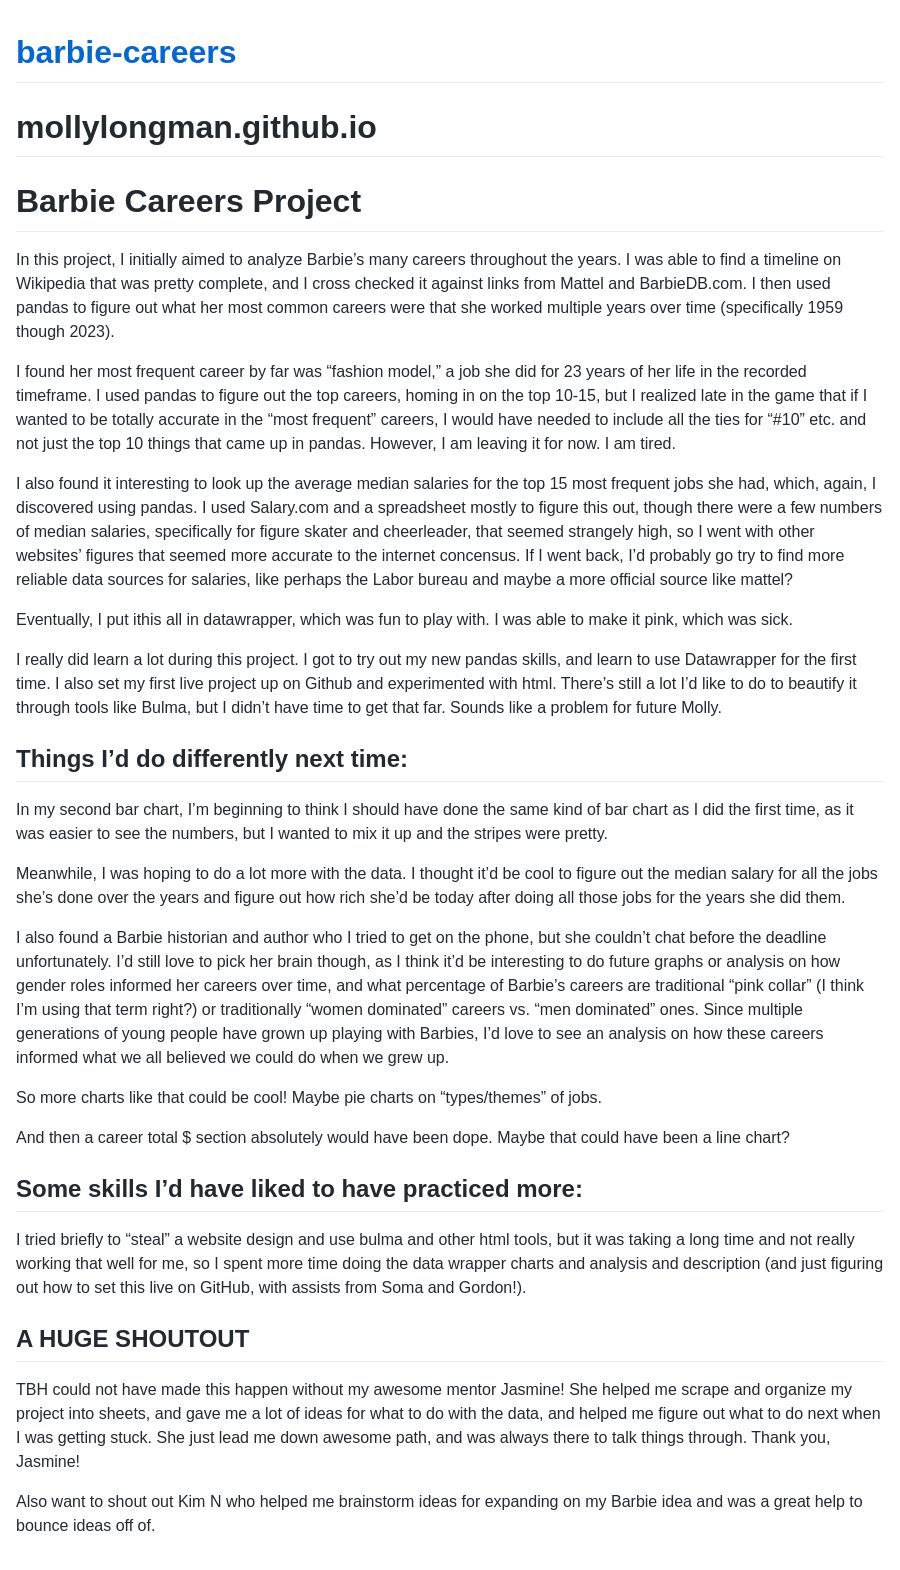 barbie-careers
mollylongman.github.io
Barbie Careers Project
In this project, I initially aimed to analyze Barbie’s many careers throughout the years. I was able to find a timeline on
Wikipedia that was pretty complete, and I cross checked it against links from Mattel and BarbieDB.com. I then used
pandas to figure out what her most common careers were that she worked multiple years over time (specifically 1959
though 2023).
I found her most frequent career by far was “fashion model,” a job she did for 23 years of her life in the recorded
timeframe. I used pandas to figure out the top careers, homing in on the top 10-15, but I realized late in the game that if I
wanted to be totally accurate in the “most frequent” careers, I would have needed to include all the ties for “#10” etc. and
not just the top 10 things that came up in pandas. However, I am leaving it for now. I am tired.
I also found it interesting to look up the average median salaries for the top 15 most frequent jobs she had, which, again, I
discovered using pandas. I used Salary.com and a spreadsheet mostly to figure this out, though there were a few numbers
of median salaries, specifically for figure skater and cheerleader, that seemed strangely high, so I went with other
websites’ figures that seemed more accurate to the internet concensus. If I went back, I’d probably go try to find more
reliable data sources for salaries, like perhaps the Labor bureau and maybe a more official source like mattel?
Eventually, I put ithis all in datawrapper, which was fun to play with. I was able to make it pink, which was sick.
I really did learn a lot during this project. I got to try out my new pandas skills, and learn to use Datawrapper for the first
time. I also set my first live project up on Github and experimented with html. There’s still a lot I’d like to do to beautify it
through tools like Bulma, but I didn’t have time to get that far. Sounds like a problem for future Molly.
Things I’d do differently next time:
In my second bar chart, I’m beginning to think I should have done the same kind of bar chart as I did the first time, as it
was easier to see the numbers, but I wanted to mix it up and the stripes were pretty.
Meanwhile, I was hoping to do a lot more with the data. I thought it’d be cool to figure out the median salary for all the jobs
she’s done over the years and figure out how rich she’d be today after doing all those jobs for the years she did them.
I also found a Barbie historian and author who I tried to get on the phone, but she couldn’t chat before the deadline
unfortunately. I’d still love to pick her brain though, as I think it’d be interesting to do future graphs or analysis on how
gender roles informed her careers over time, and what percentage of Barbie’s careers are traditional “pink collar” (I think
I’m using that term right?) or traditionally “women dominated” careers vs. “men dominated” ones. Since multiple
generations of young people have grown up playing with Barbies, I’d love to see an analysis on how these careers
informed what we all believed we could do when we grew up.
So more charts like that could be cool! Maybe pie charts on “types/themes” of jobs.
And then a career total $ section absolutely would have been dope. Maybe that could have been a line chart?
Some skills I’d have liked to have practiced more:
I tried briefly to “steal” a website design and use bulma and other html tools, but it was taking a long time and not really
working that well for me, so I spent more time doing the data wrapper charts and analysis and description (and just figuring
out how to set this live on GitHub, with assists from Soma and Gordon!).
A HUGE SHOUTOUT
TBH could not have made this happen without my awesome mentor Jasmine! She helped me scrape and organize my
project into sheets, and gave me a lot of ideas for what to do with the data, and helped me figure out what to do next when
I was getting stuck. She just lead me down awesome path, and was always there to talk things through. Thank you,
Jasmine!
Also want to shout out Kim N who helped me brainstorm ideas for expanding on my Barbie idea and was a great help to
bounce ideas off of.